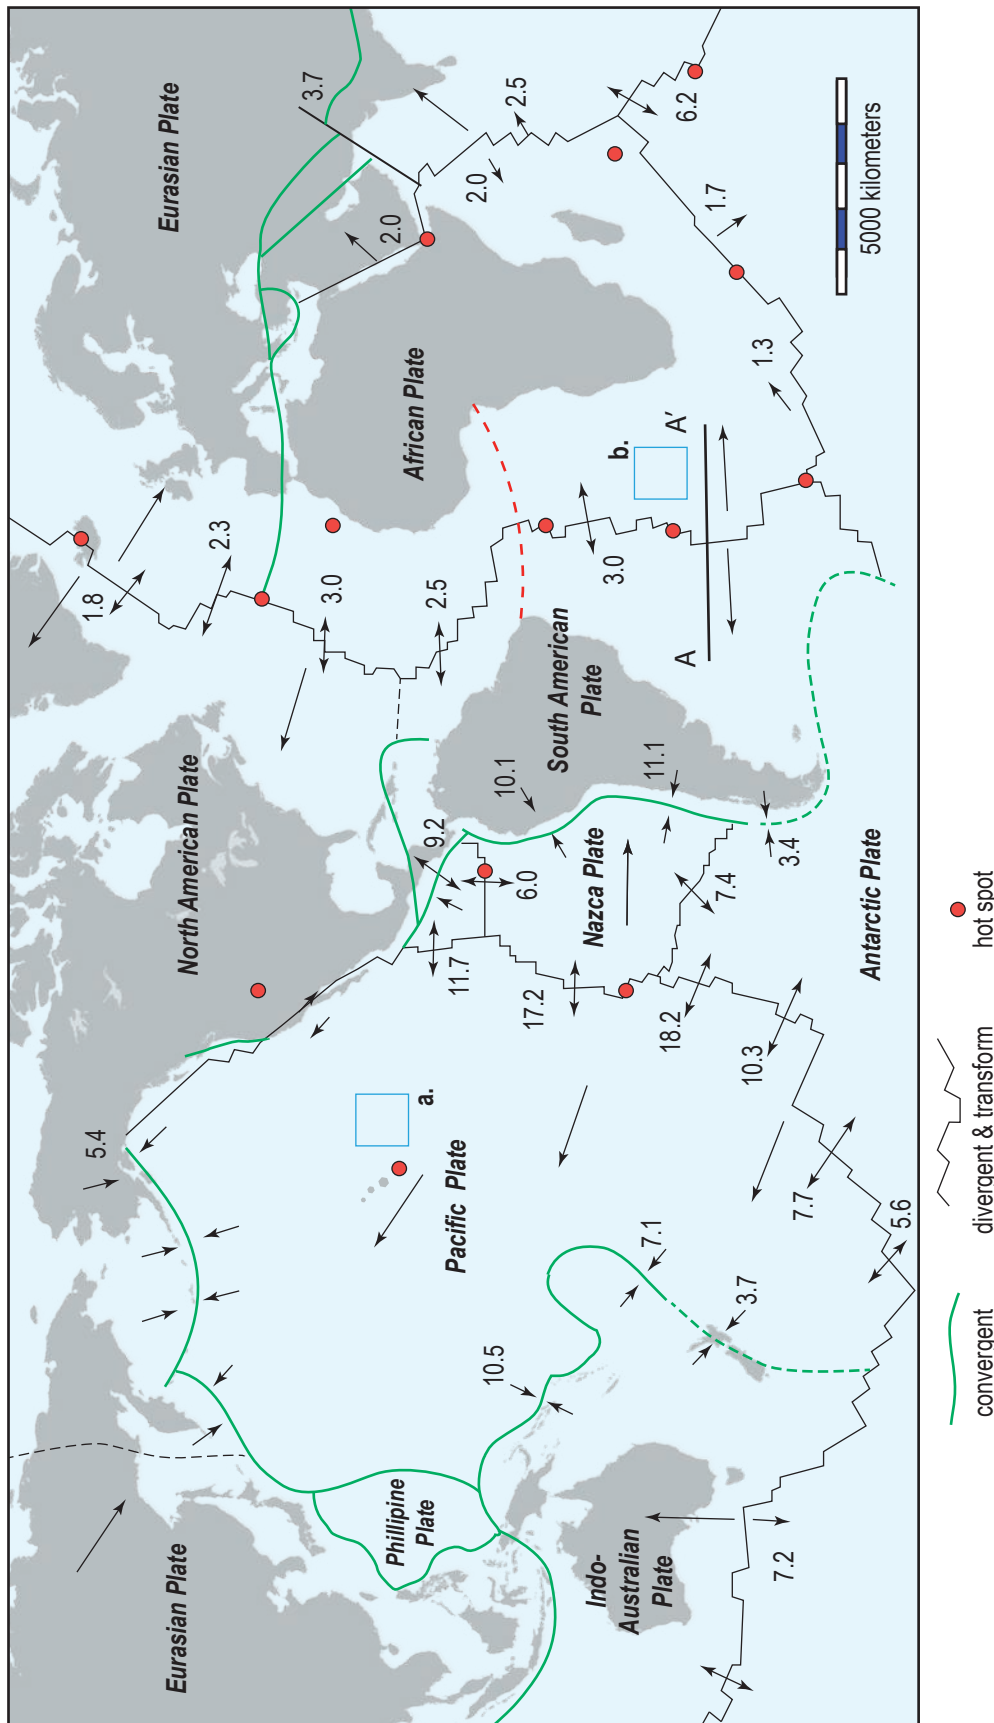 Eurasian Plate
5.4
North American Plate
1.8
2.3
Eurasian Plate
3.7
Phillipine
Plate
Pacific Plate
a.
9.2
3.0
2.5
African Plate
2.0
2.0
2.5
10.5
11.7
6.0
10.1
South American
Plate
Indo-
Australian
Plate
7.1
17.2
Nazca Plate
11.1
3.0
b.
6.2
3.7
18.2
7.4
A
A'
1.3
1.7
7.2
7.7
10.3
3.4
5.6
Antarctic Plate
5000 kilometers
convergent
divergent & transform
hot spot